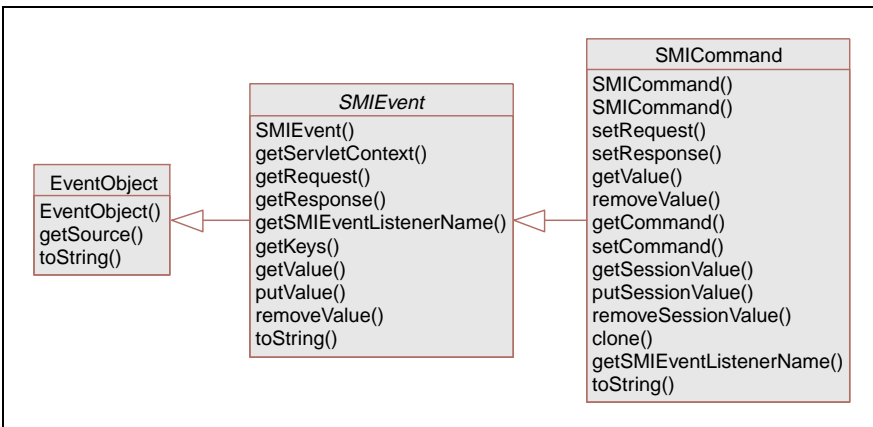 EventObject
EventObject()
getSource()
toString()
SMIEvent
SMIEvent()
getServletContext()
getRequest()
getResponse()
getSMIEventListenerName()
getKeys()
getValue()
putValue()
removeValue()
toString()
SMICommand
SMICommand()
SMICommand()
setRequest()
setResponse()
getValue()
removeValue()
getCommand()
setCommand()
getSessionValue()
putSessionValue()
removeSessionValue()
clone()
getSMIEventListenerName()
toString()